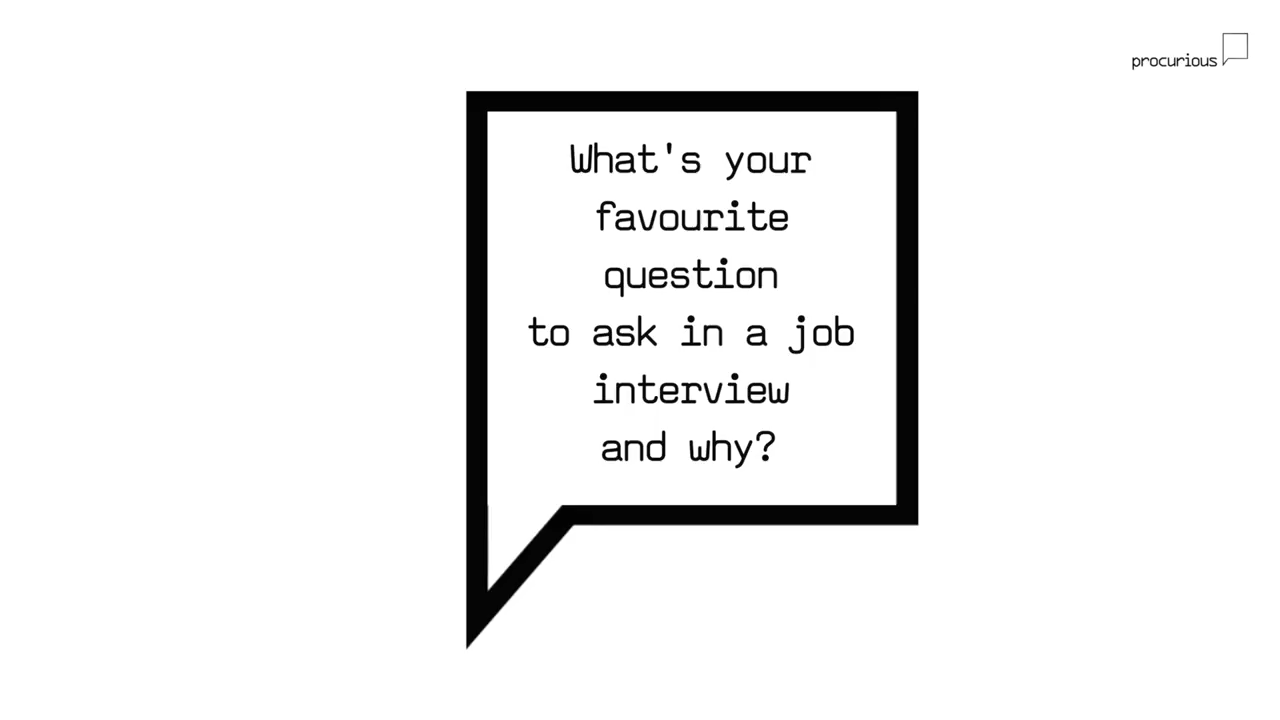 procurious
What's your
favourite
question
to ask in a job
interview
and why?